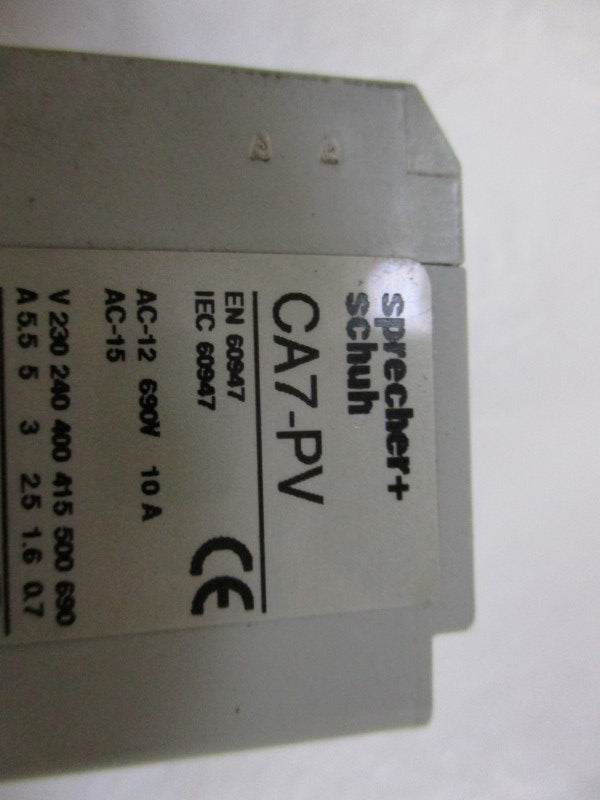 sprecher+
schuh
CA7-PV
EN 60947
IEC 60947
CE
AC-12 690V 10 A
AC-15
V 230 240 400 415 500 690
A 5.5 5 3 2.5 1.6 0.7